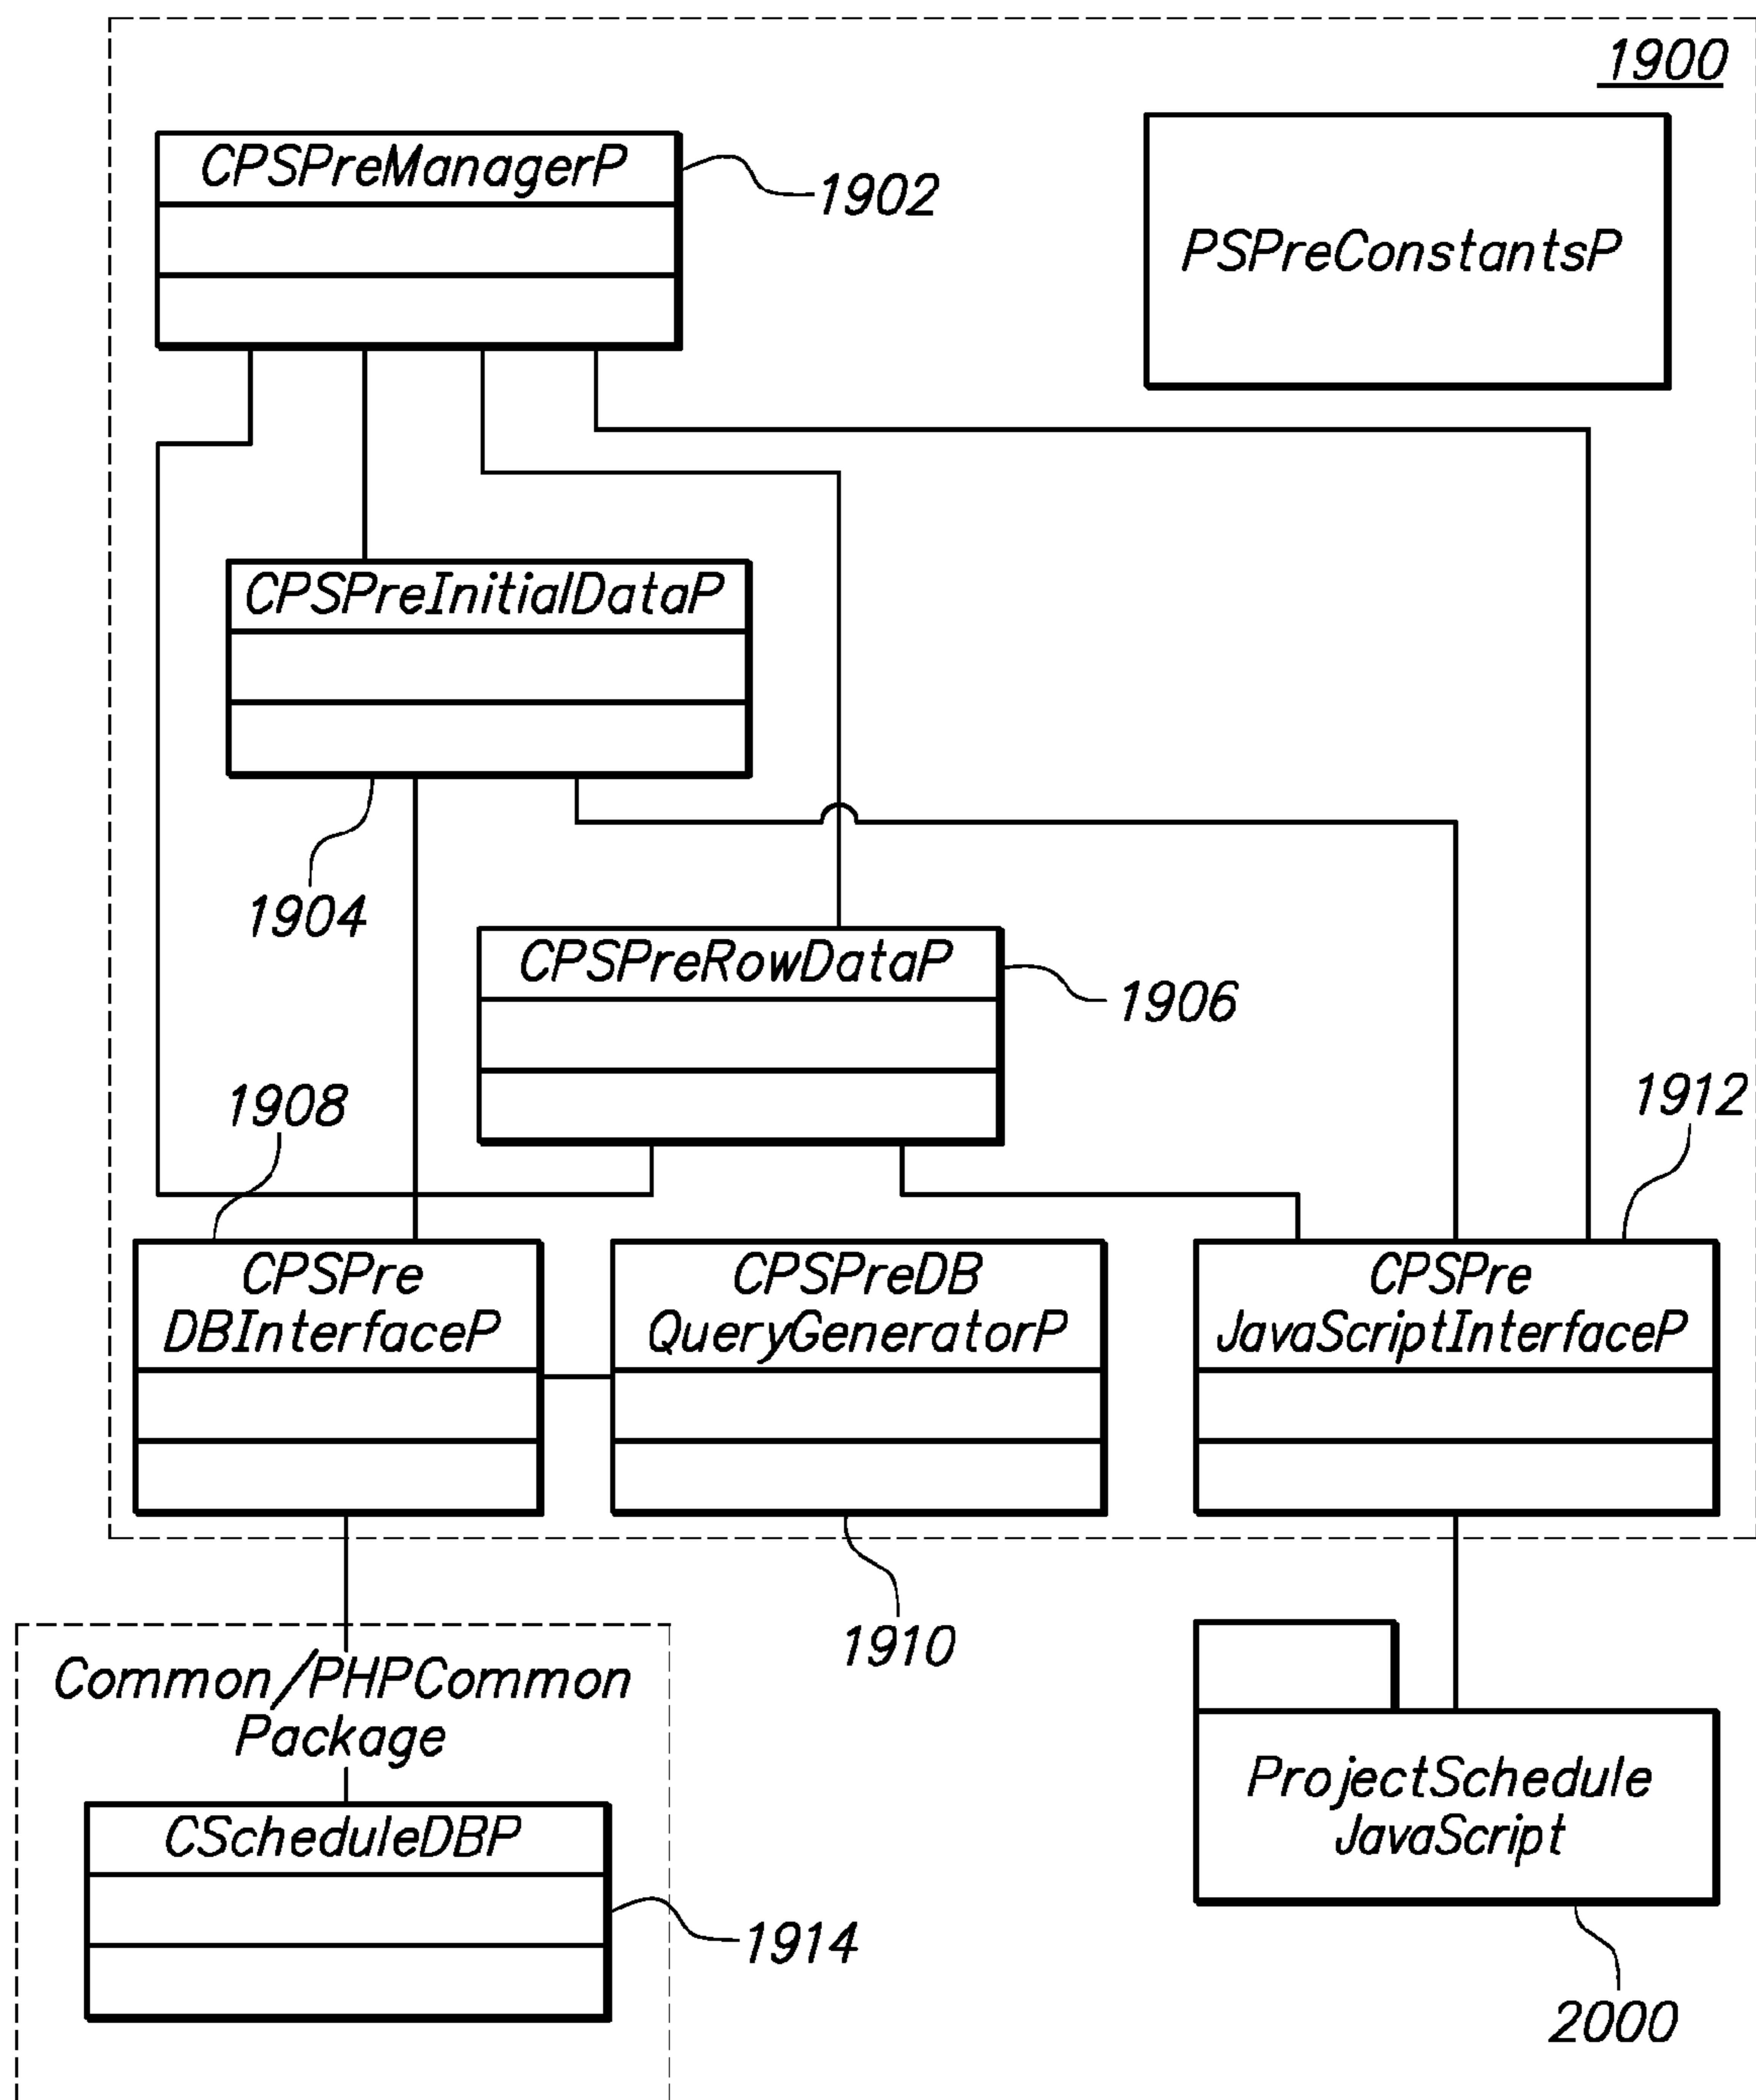 1900
CPSPreManagerP
1902
PSPreConstantsP
CPSPreInitialDataP
1904
CPSPreRowDataP
1906
1908
1912
CPSPre
DBInterfaceP
CPSPreDB
QueryGeneratorP
CPSPre
JavaScriptInterfaceP
1910
Common/PHPCommon
Package
CScheduleDBP
1914
ProjectSchedule
JavaScript
2000